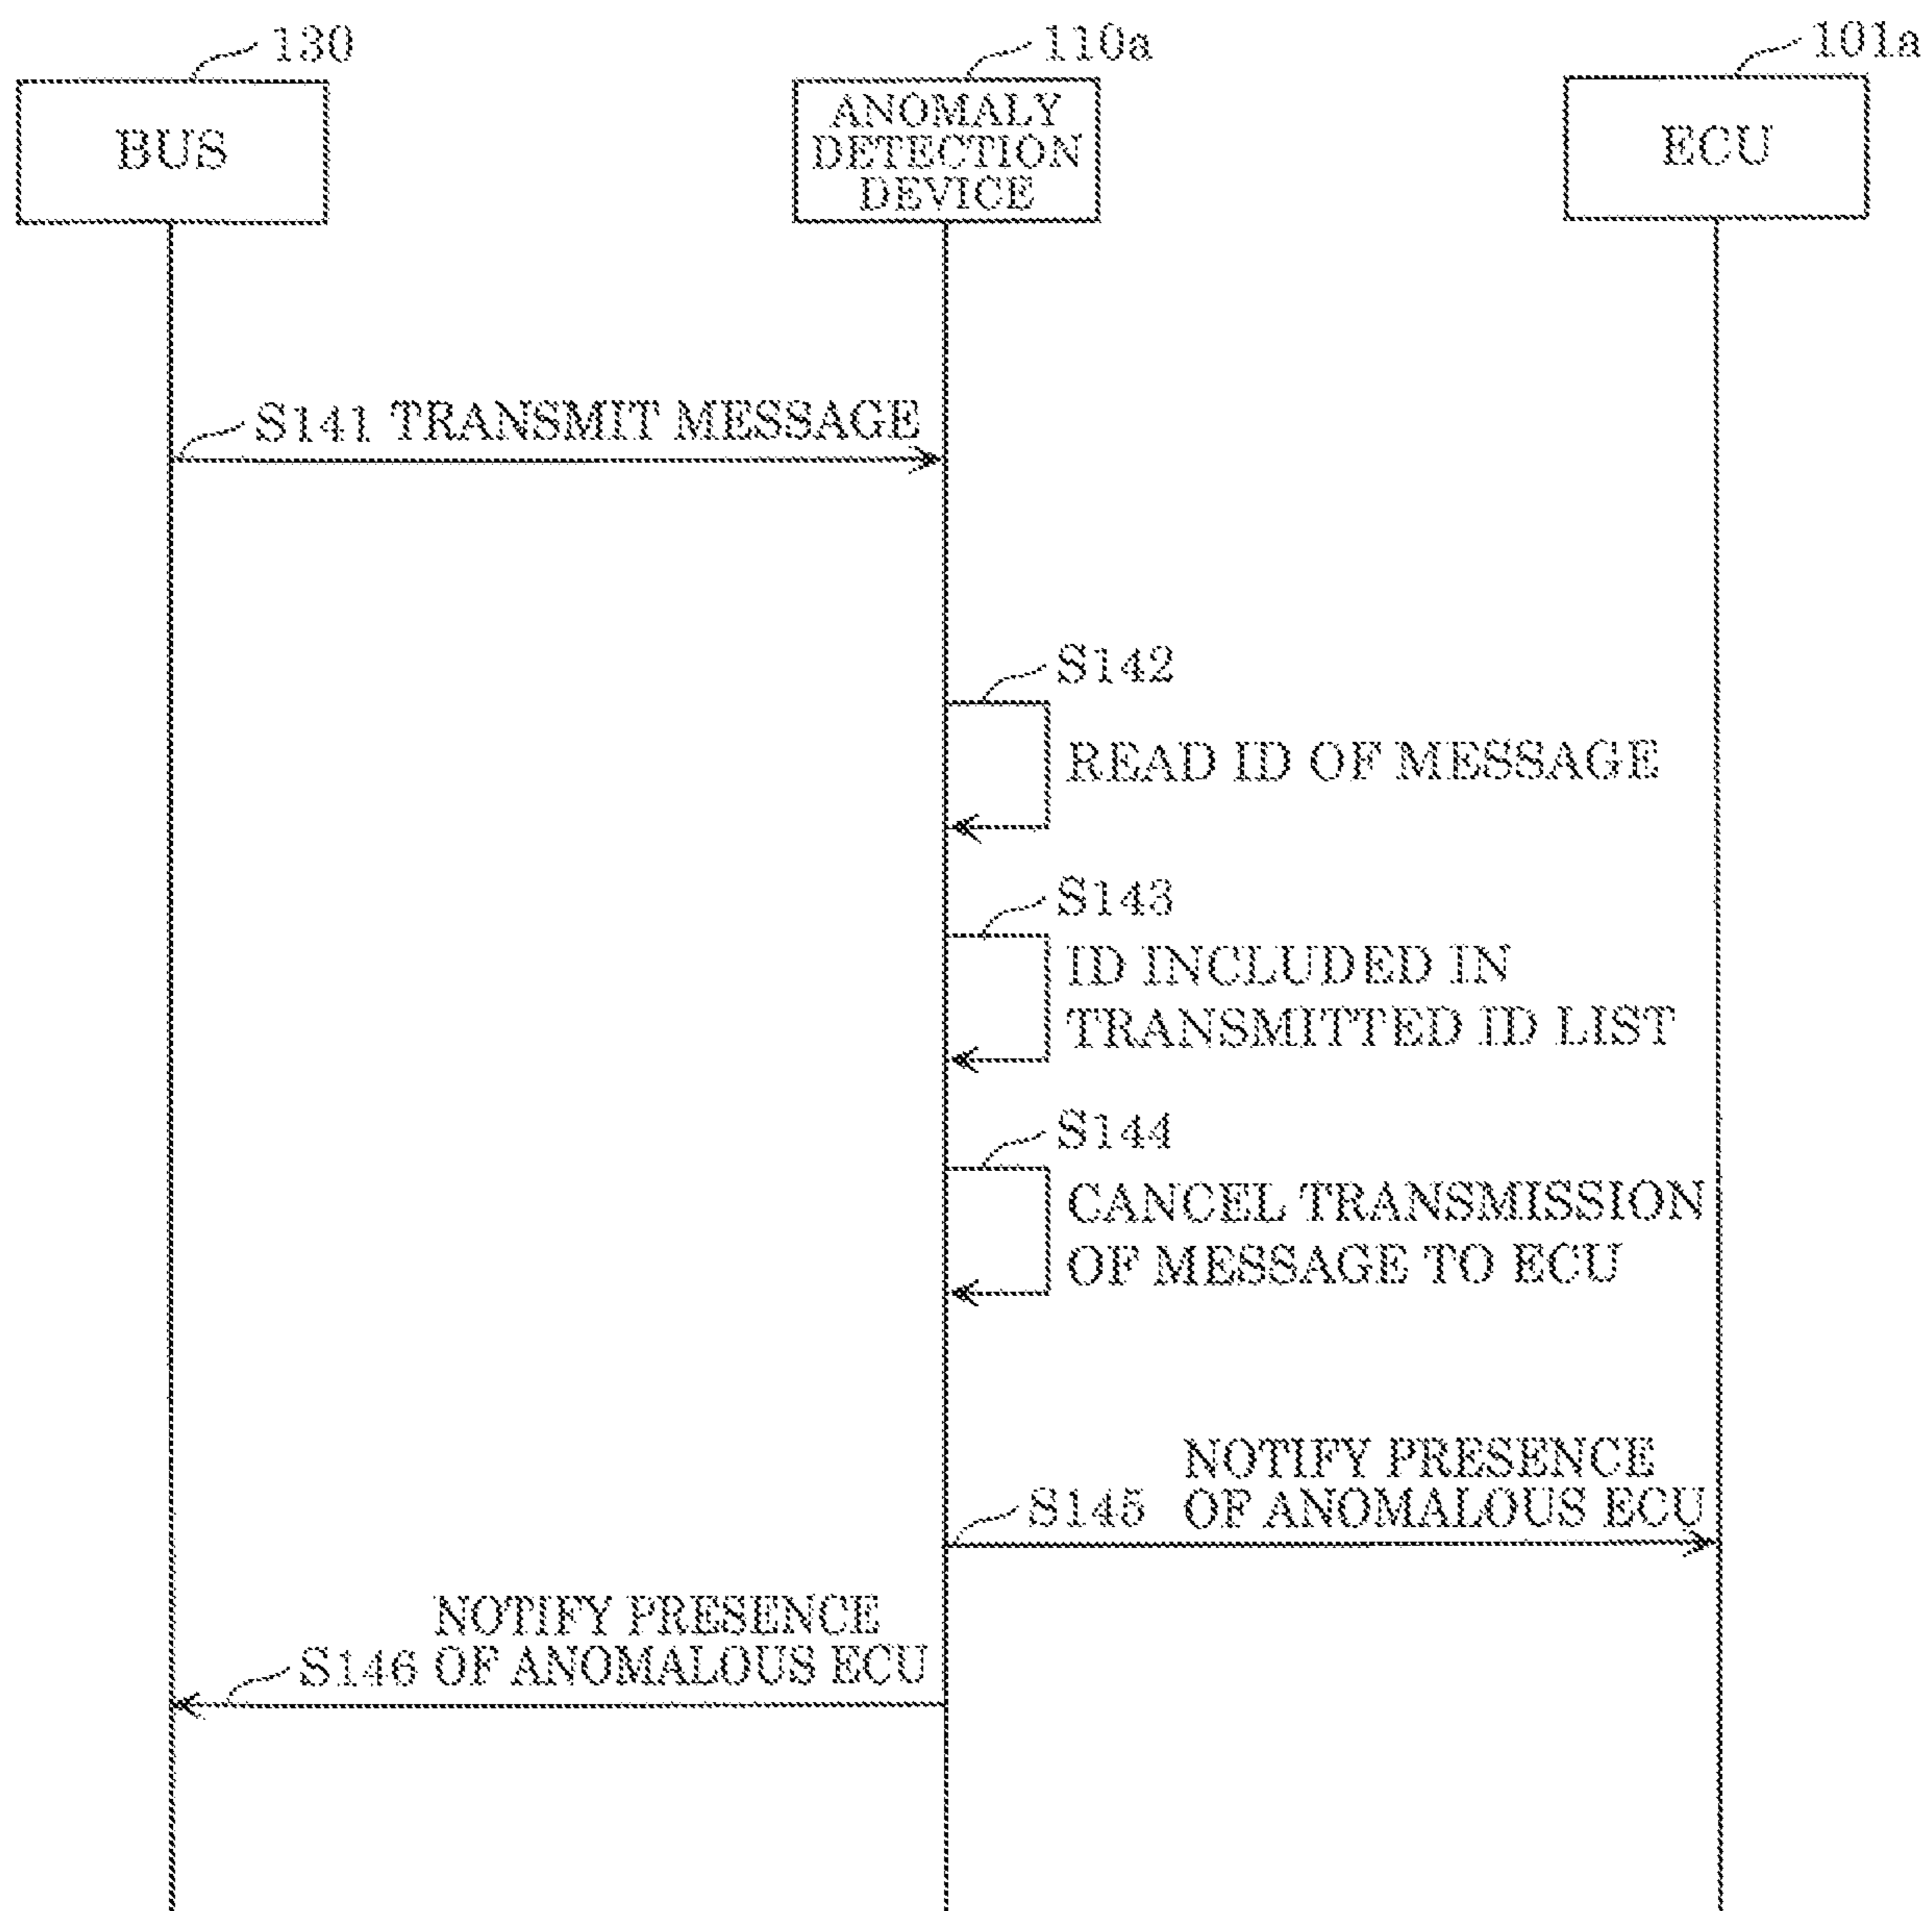 130
110a
101a
BUS
ANOMALY
DETECTION
DEVICE
ECU
S141 TRANSMIT MESSAGE
S142
READ ID OF MESSAGE
S143
ID INCLUDED IN
TRANSMITTED ID LIST
S144
CANCEL TRANSMISSION
OF MESSAGE TO ECU
NOTIFY PRESENCE
S145 OF ANOMALOUS ECU
NOTIFY PRESENCE
S146 OF ANOMALOUS ECU